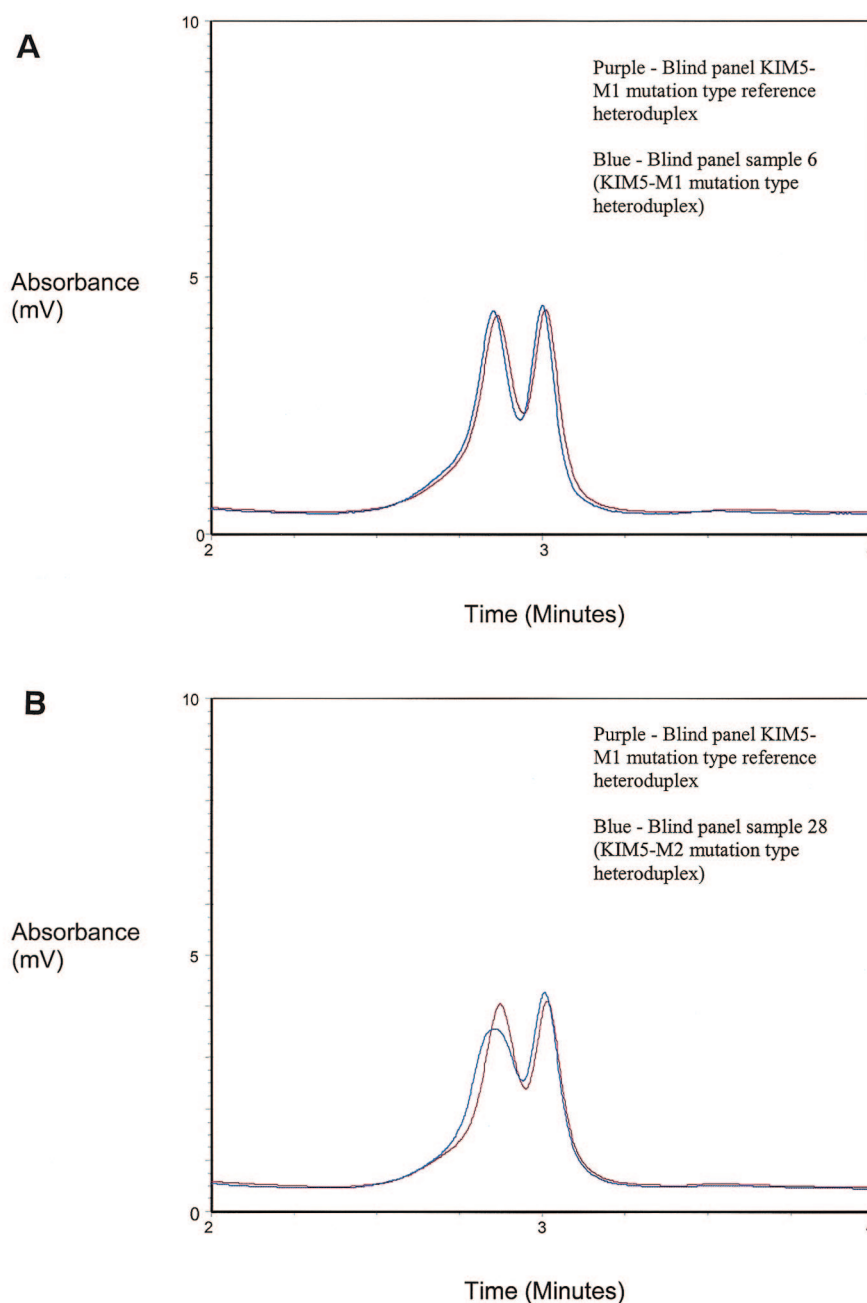 A
10
Purple - Blind panel KIM5-
M1 mutation type reference
heteroduplex
Blue - Blind panel sample 6
(KIM5-M1 mutation type
heteroduplex)
Absorbance
(mV)
5
0
2
3
Time (Minutes)
B
10
Purple - Blind panel KIM5-
M1 mutation type reference
heteroduplex
Blue - Blind panel sample 28
(KIM5-M2 mutation type
heteroduplex)
Absorbance
(mV)
5
0
2
3
Time (Minutes)